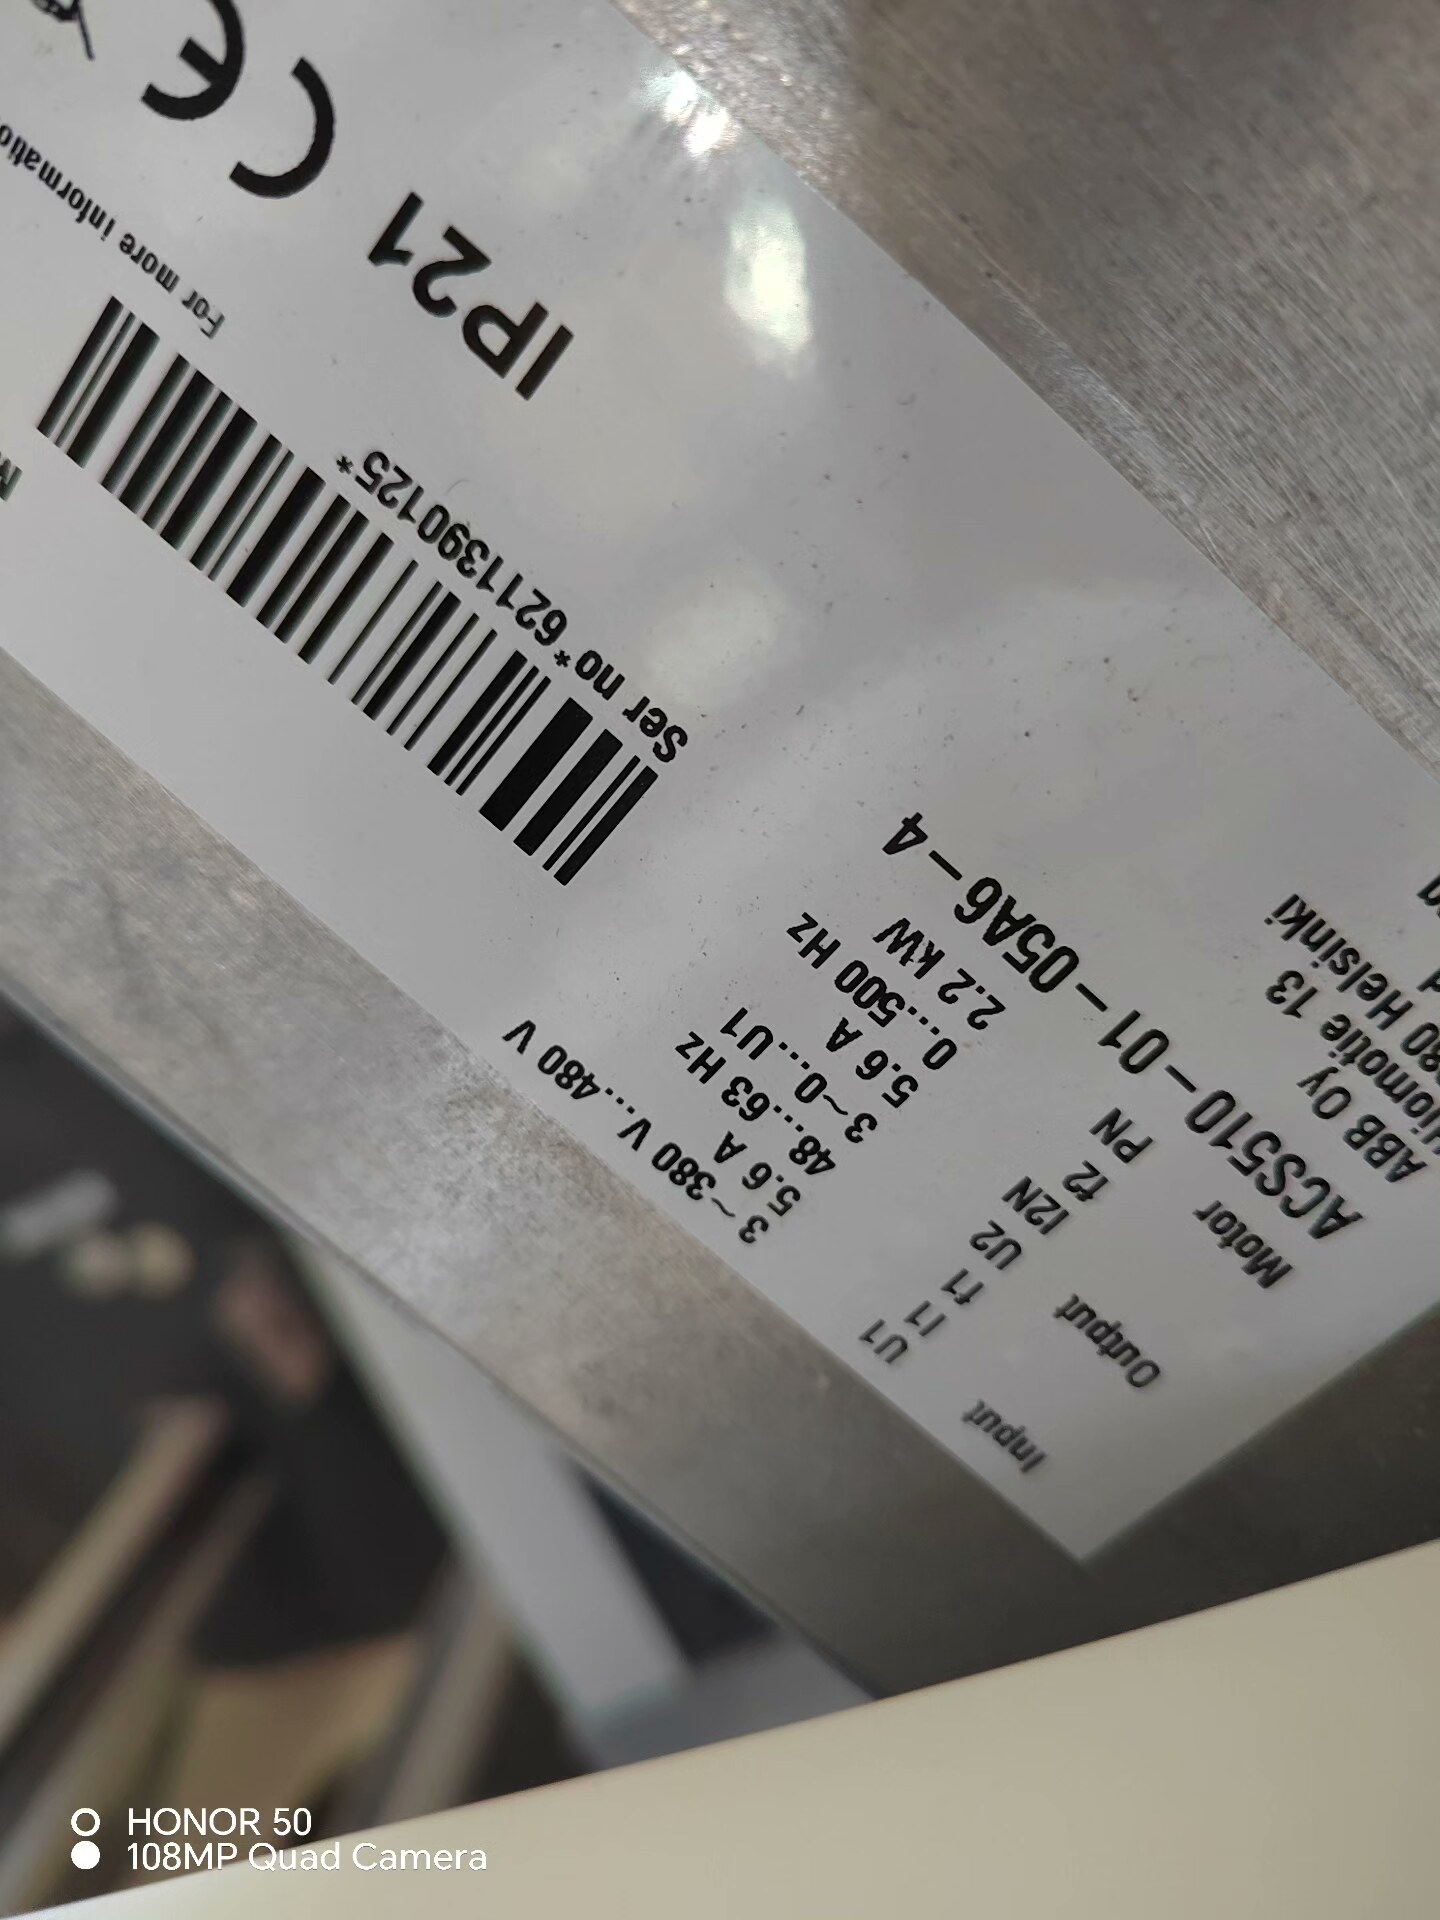 ABB Oy
Hiomotie 13
Helsinki
ACS510-01-05A6-4
Input U1 3~380 V...480 V
I1 5.6 A
f1 48...63 Hz
Output U2 3~0...U1
I2N 5.6 A
f2 0...500 Hz
Motor PN 2.2 kW
Ser no *6211390125*
IP21
CE
For more
HONOR 50
108MP Quad Camera